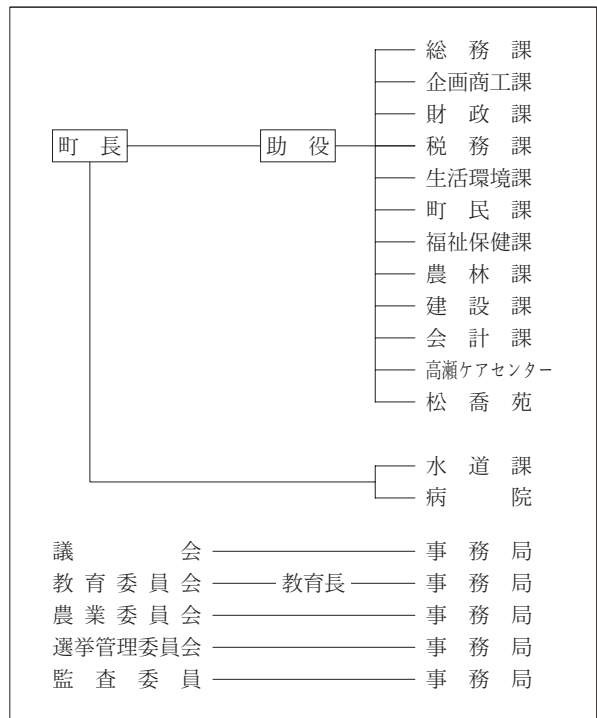 総務課
企画商工課
財政課
町長 助役 税務課
生活環境課
町民課
福祉保健課
農林課
建設課
会計課
高瀬ケアセンター
松喬苑
水道課
病院
議会 事務局
教育委員会 教育長 事務局
農業委員会 事務局
選挙管理委員会 事務局
監査委員 事務局